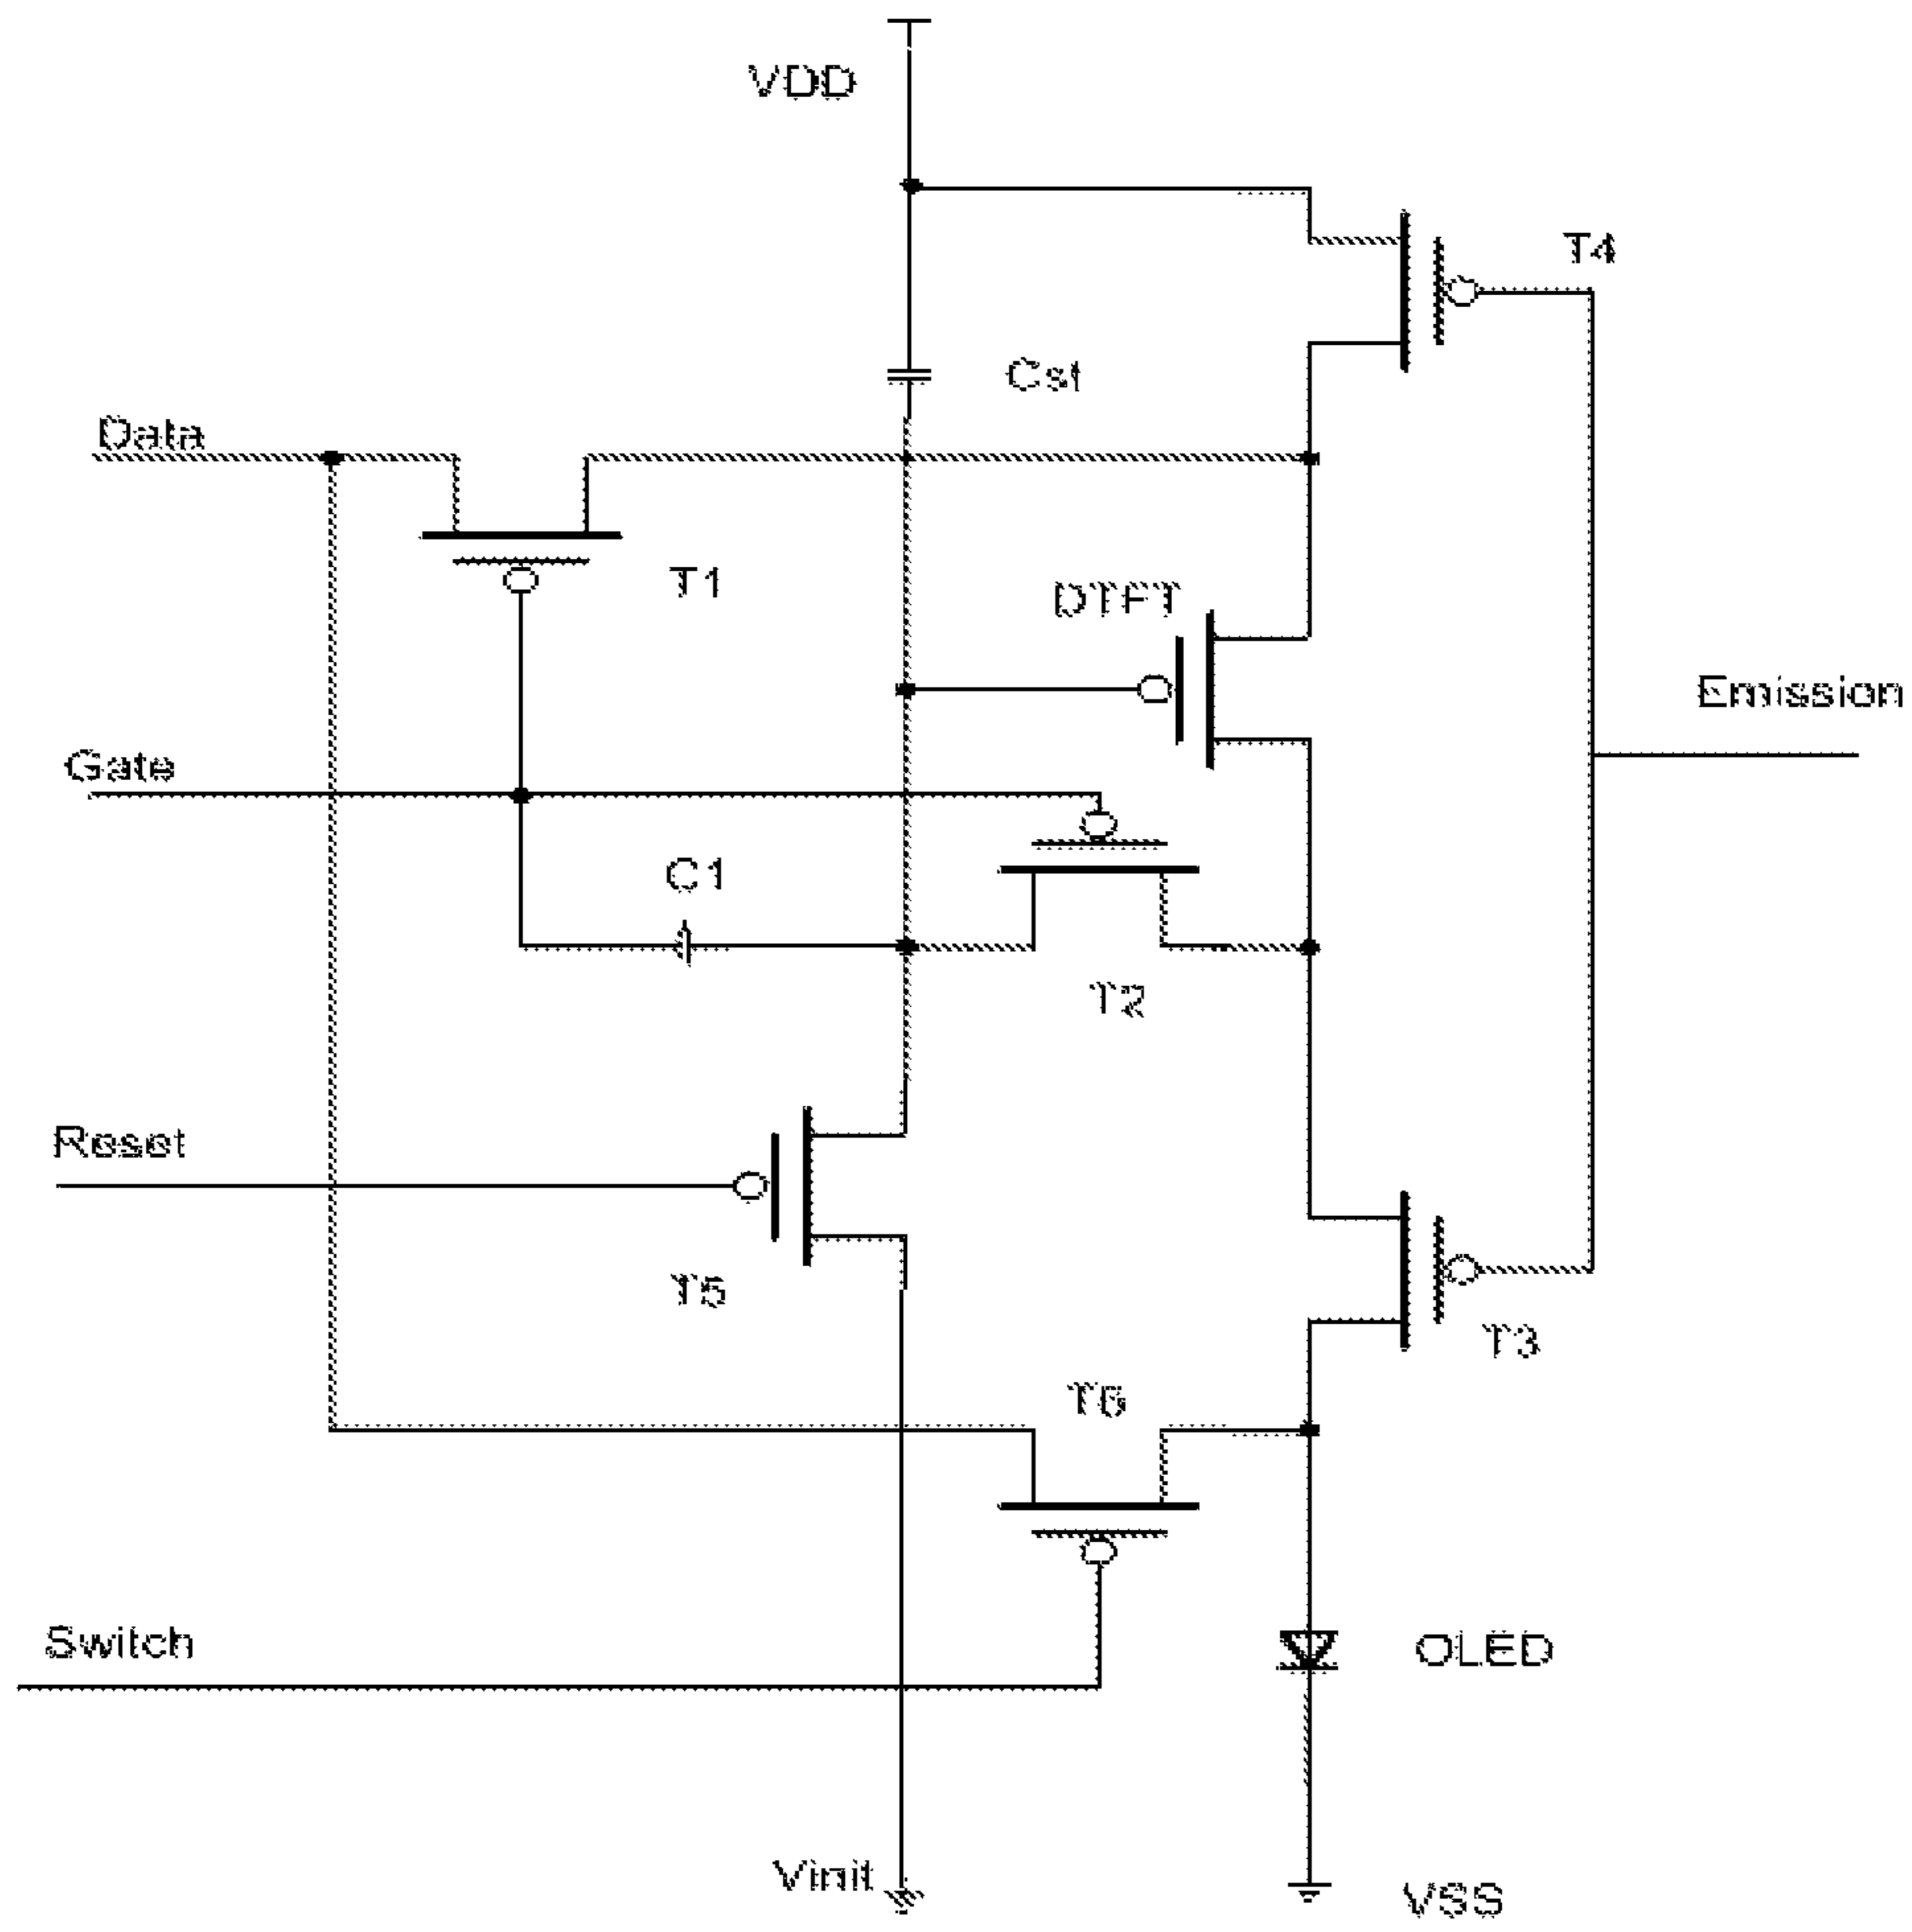 VDD
T4
Cst
Data
T1
DTFT
Emission
Gate
C1
T2
Reset
T5
T3
T6
Switch
OLED
Vinit
VSS